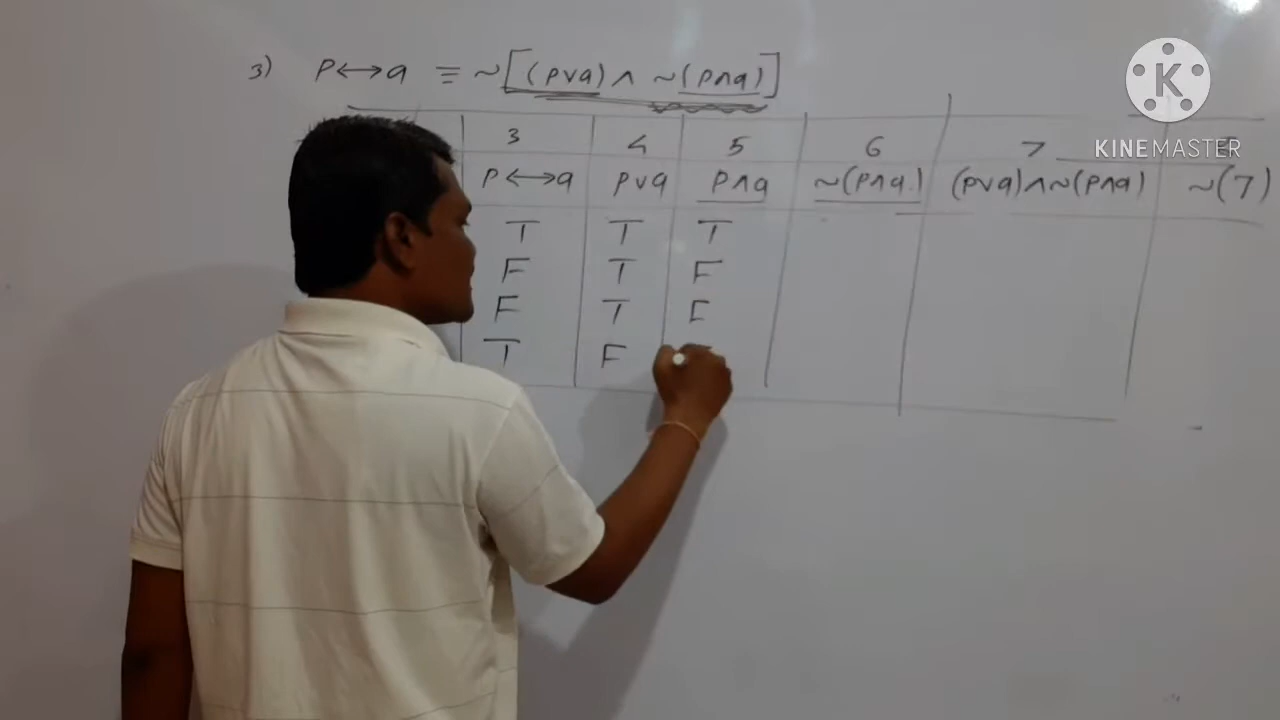 3) p↔q ≡ ~[(p∨q)∧ ~(p∧q)]
K
KINEMASTER
3 4 5 6 7
p↔q p∨q p∧q ~(p∧q) (p∨q)∧~(p∧q) ~(7)
T T T
F T F
F T F
T F